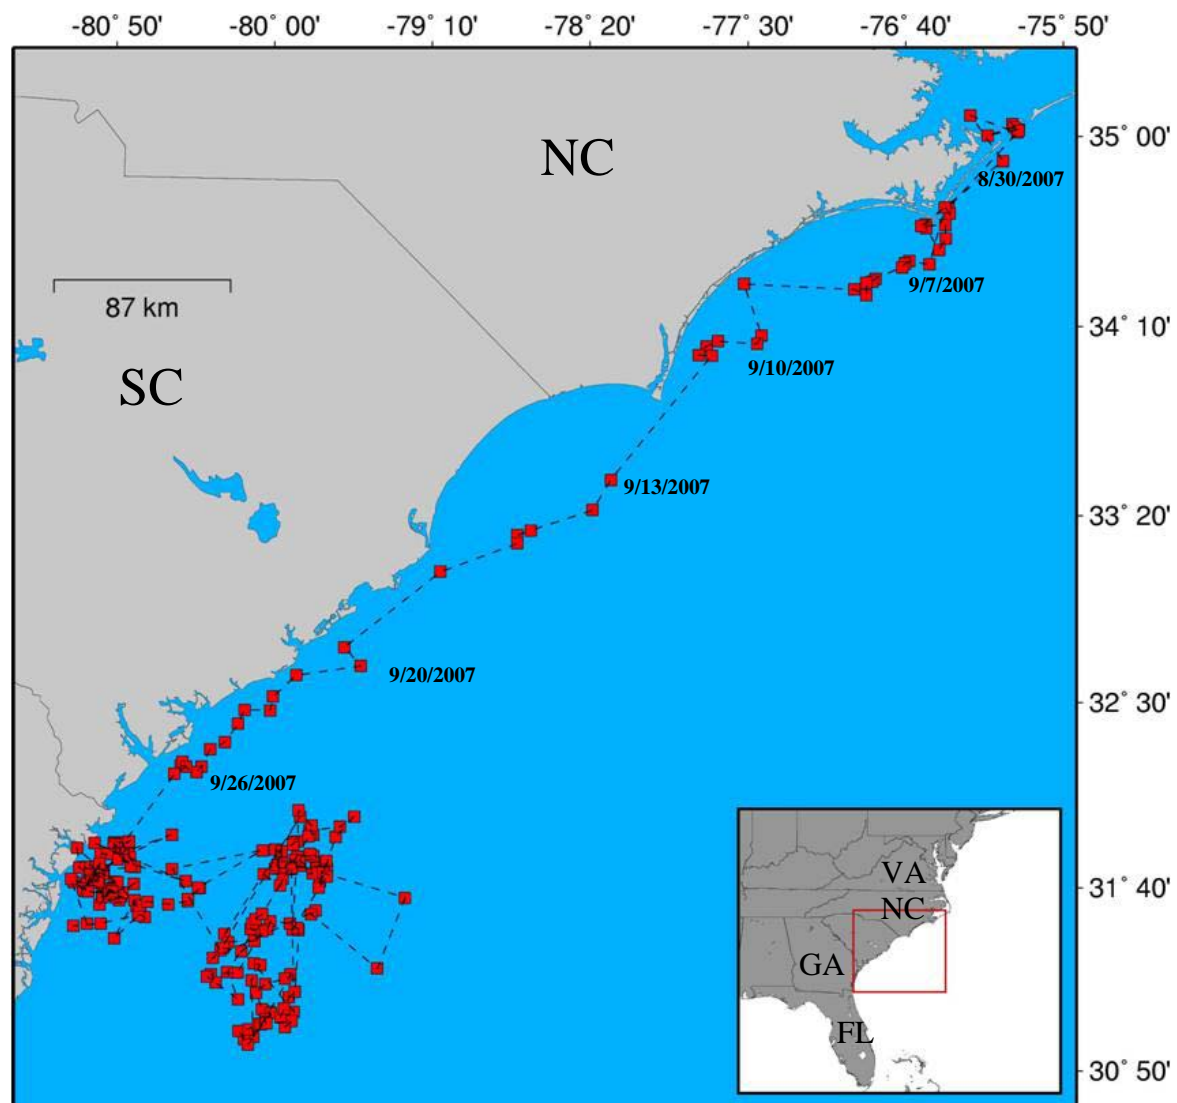 -80˚ 50' -80˚ 00' -79˚ 10' -78˚ 20' -77˚ 30' -76˚ 40' -75˚ 50'
35˚ 00'
NC
8/30/2007
9/7/2007
87 km
34˚ 10'
9/10/2007
SC
9/13/2007
33˚ 20'
9/20/2007
32˚ 30'
9/26/2007
31˚ 40'
30˚ 50'
VA
NC
GA
FL